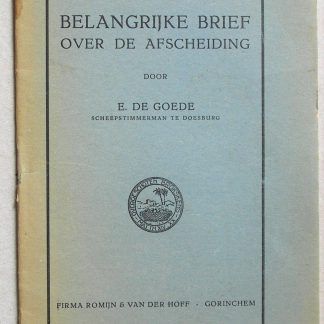 BELANGRIJKE BRIEF
OVER DE AFSCHEIDING
DOOR
E. DE GOEDE
SCHEEPSTIMMERMAN TE DOESBURG
FIRMA ROMIJN & VAN DER HOFF - GORINCHEM